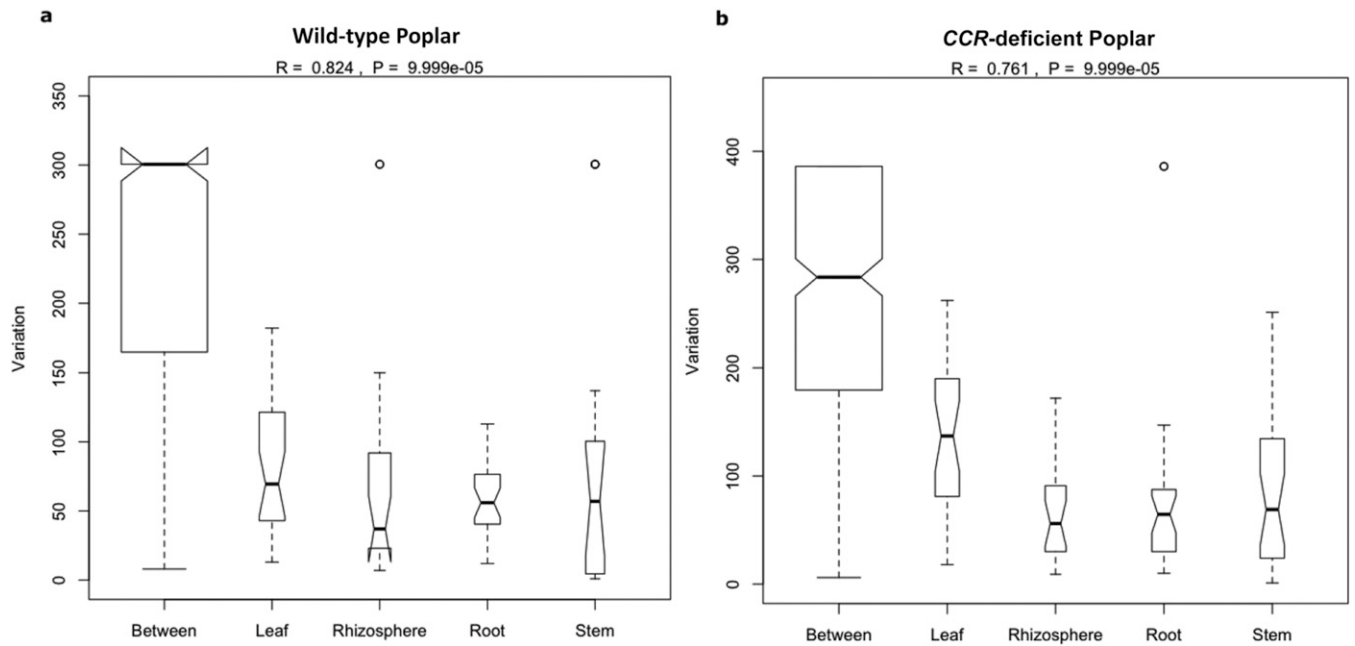 a
Wild-type Poplar
R = 0.824 , P = 9.999e-05
350
300
250
200
150
100
50
0
Variation
Between Leaf Rhizosphere Root Stem
b
CCR-deficient Poplar
R = 0.761 , P = 9.999e-05
400
300
200
100
0
Variation
Between Leaf Rhizosphere Root Stem